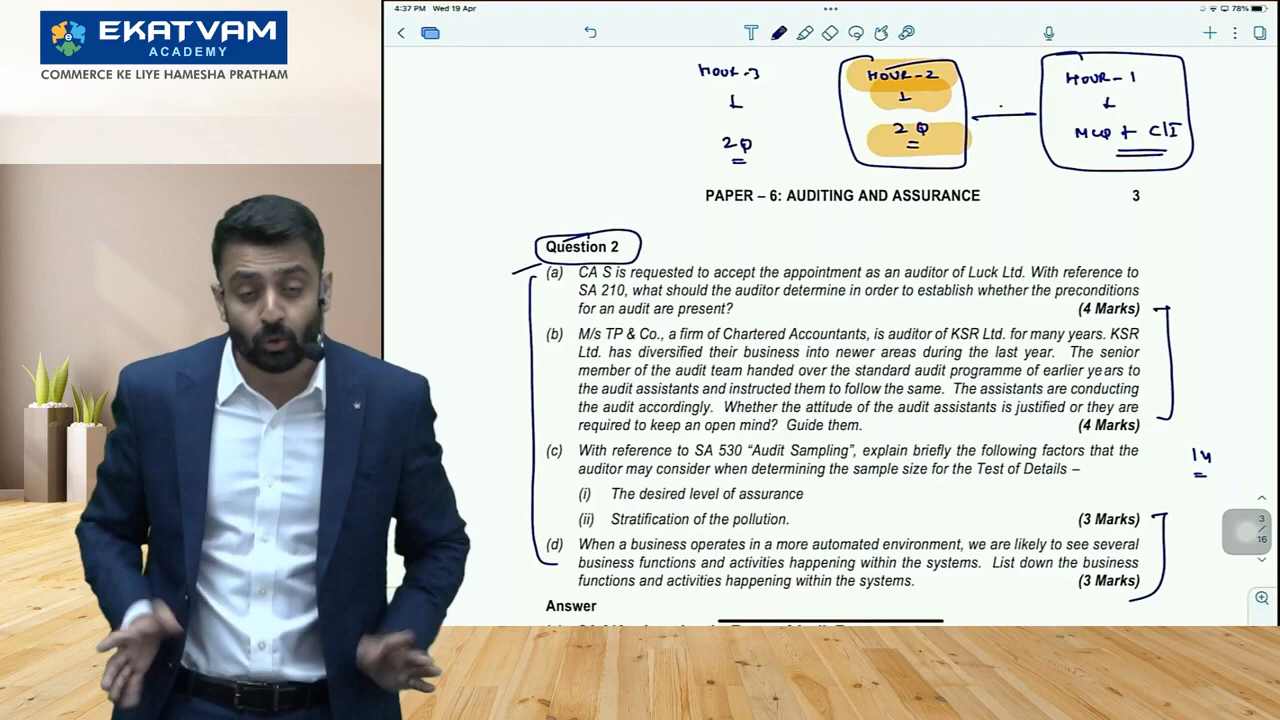 EKATVAM
ACADEMY
COMMERCE KE LIYE HAMESHA PRATHAM
4:37 PM Wed 19 Apr
78%
HOUR-3
2Q
HOUR-2
2 Q
HOUR-1
MCQ + C/I
PAPER – 6: AUDITING AND ASSURANCE 3
Question 2
(a) CA S is requested to accept the appointment as an auditor of Luck Ltd. With reference to
SA 210, what should the auditor determine in order to establish whether the preconditions
for an audit are present? (4 Marks)
(b) M/s TP & Co., a firm of Chartered Accountants, is auditor of KSR Ltd. for many years. KSR
Ltd. has diversified their business into newer areas during the last year. The senior
member of the audit team handed over the standard audit programme of earlier years to
the audit assistants and instructed them to follow the same. The assistants are conducting
the audit accordingly. Whether the attitude of the audit assistants is justified or they are
required to keep an open mind? Guide them. (4 Marks)
(c) With reference to SA 530 “Audit Sampling”, explain briefly the following factors that the
auditor may consider when determining the sample size for the Test of Details –
14
(i) The desired level of assurance
(ii) Stratification of the pollution. (3 Marks)
3
/
16
(d) When a business operates in a more automated environment, we are likely to see several
business functions and activities happening within the systems. List down the business
functions and activities happening within the systems. (3 Marks)
Answer